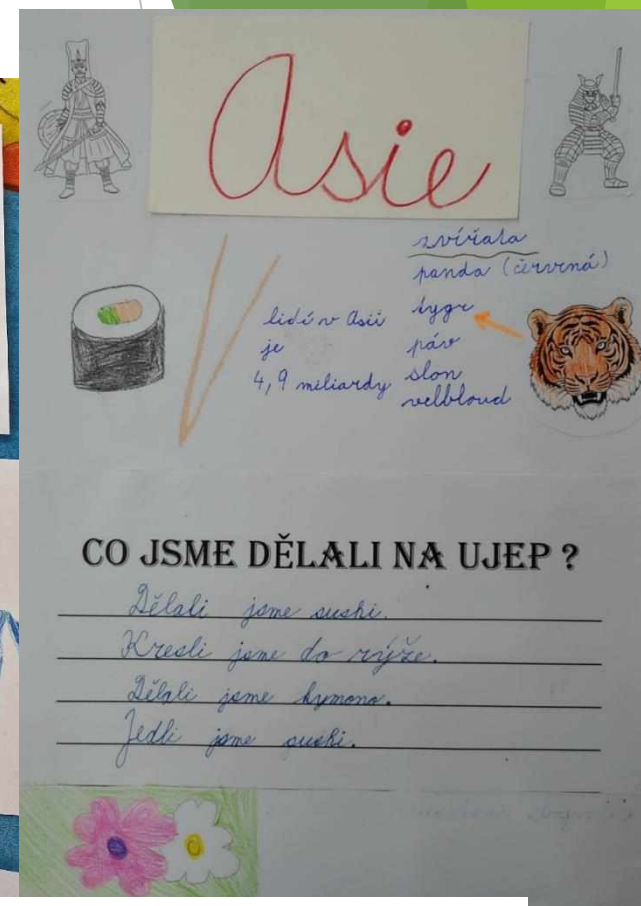 Asie
zvířata
panda (červená)
tygr
páv
slon
velbloud
lidí v Asii
je
4,9 miliardy
CO JSME DĚLALI NA UJEP ?
Dělali jsme sushi.
Kresli jsme do rýže.
Dělali jsme kymono.
Jedli jsme sushi.